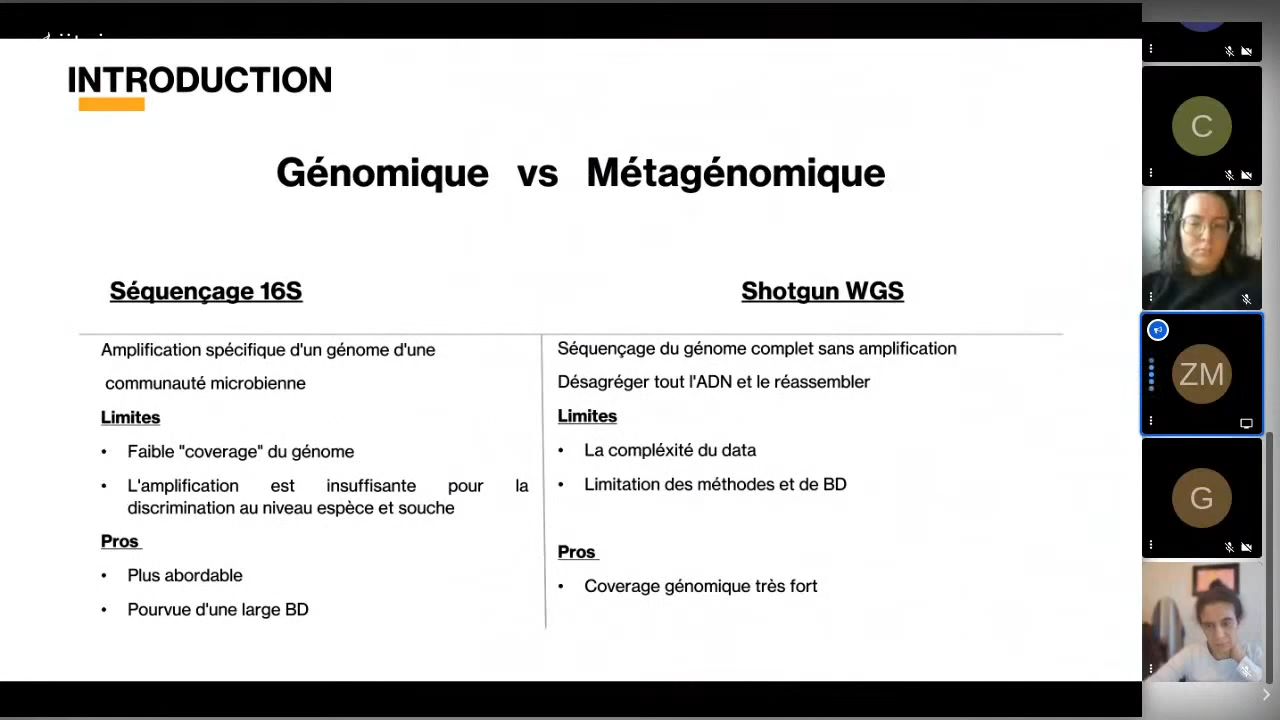 INTRODUCTION
Génomique vs Métagénomique
Séquençage 16S
Amplification spécifique d'un génome d'une
communauté microbienne
Limites
• Faible "coverage" du génome
• L'amplification est insuffisante pour la
discrimination au niveau espèce et souche
Pros
• Plus abordable
• Pourvue d'une large BD
Shotgun WGS
Séquençage du génome complet sans amplification
Désagréger tout l'ADN et le réassembler
Limites
• La compléxité du data
• Limitation des méthodes et de BD
Pros
• Coverage génomique très fort
C
ZM
G